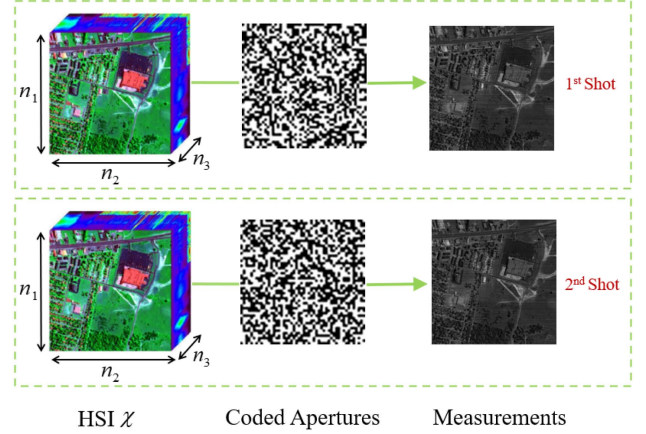 n₁
n₂
n₃
1ˢᵗ Shot
n₁
n₂
n₃
2ⁿᵈ Shot
HSI χ Coded Apertures Measurements